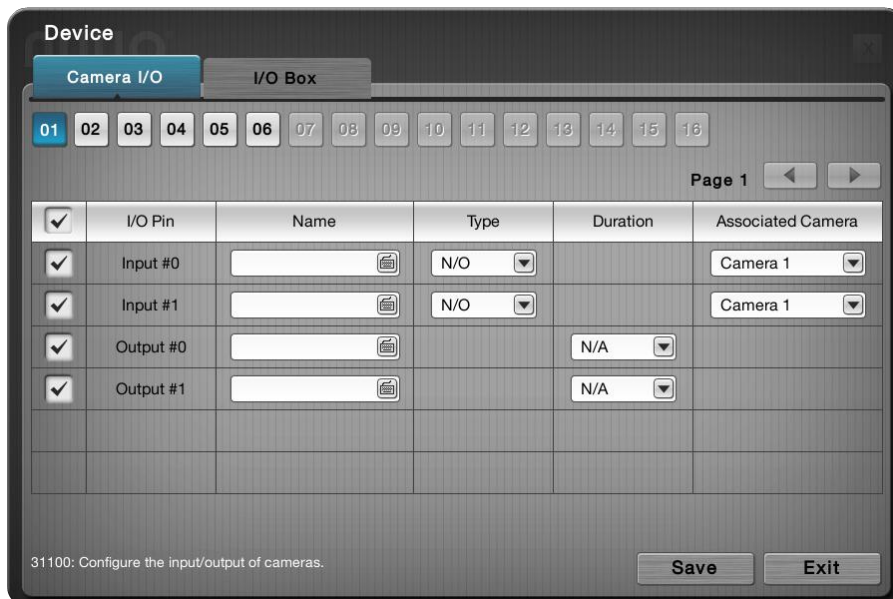 Device
Camera I/O
I/O Box
01 02 03 04 05 06 07 08 09 10 11 12 13 14 15 16
Page 1
I/O Pin Name Type Duration Associated Camera
Input #0 N/O Camera 1
Input #1 N/O Camera 1
Output #0 N/A
Output #1 N/A
31100: Configure the input/output of cameras.
Save Exit